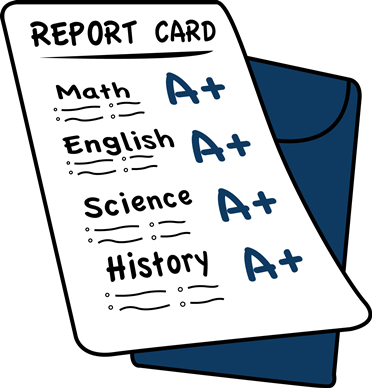 REPORT CARD
Math A+
English A+
Science A+
History A+